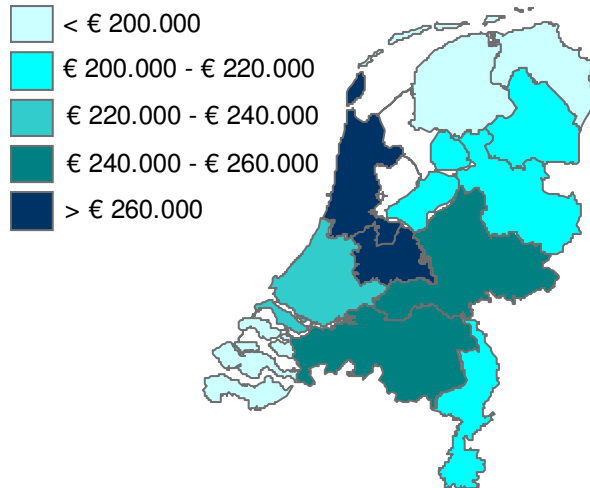 < € 200.000
€ 200.000 - € 220.000
€ 220.000 - € 240.000
€ 240.000 - € 260.000
> € 260.000